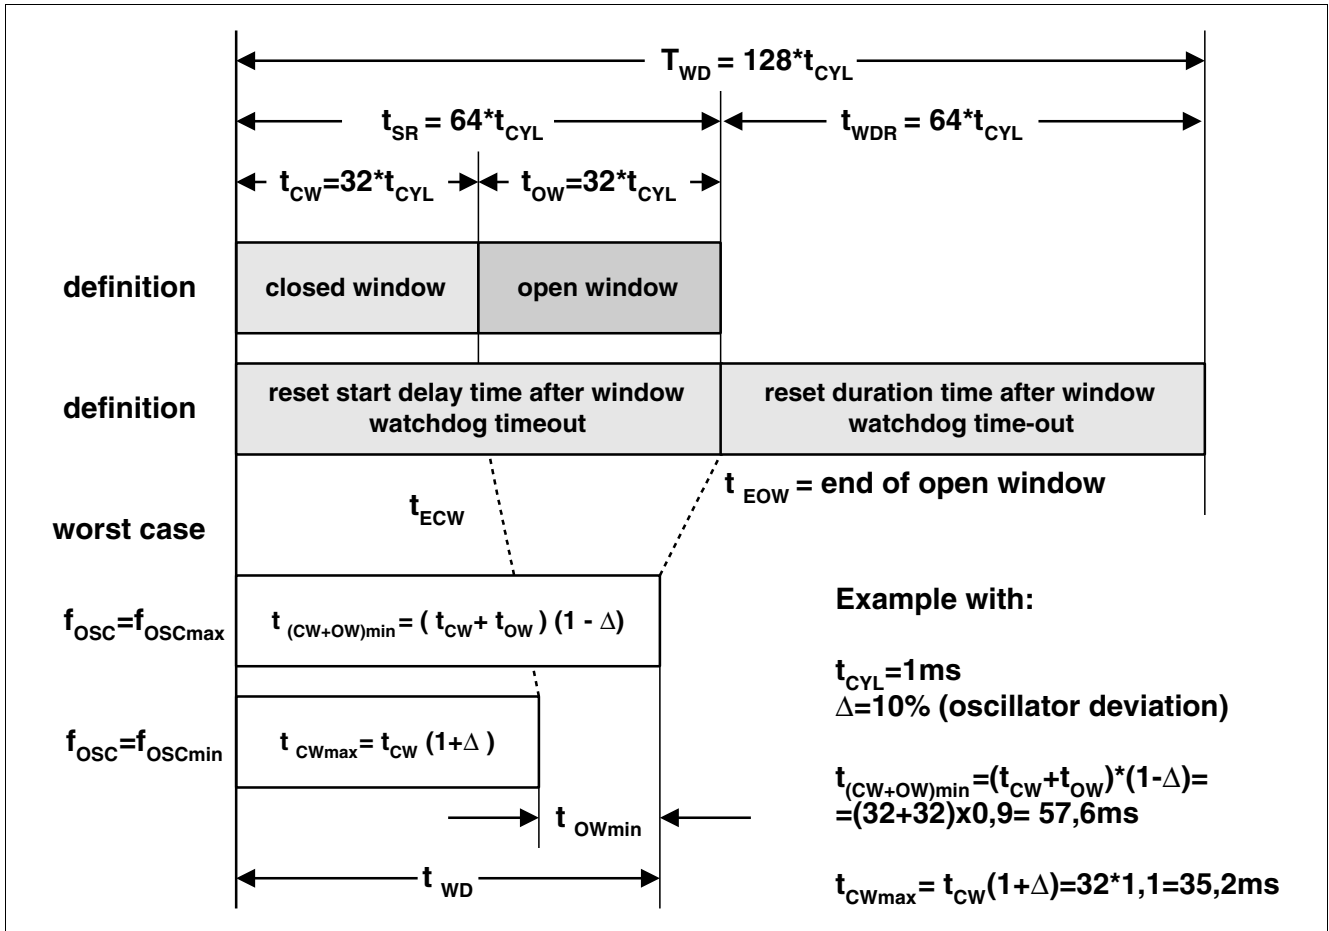 T_WD = 128*t_CYL
t_SR = 64*t_CYL
t_WDR = 64*t_CYL
t_CW=32*t_CYL
t_OW=32*t_CYL
definition
closed window
open window
definition
reset start delay time after window
watchdog timeout
reset duration time after window
watchdog time-out
t_ECW
t_EOW = end of open window
worst case
f_OSC=f_OSCmax
t_(CW+OW)min = ( t_CW+ t_OW ) (1 - Δ)
f_OSC=f_OSCmin
t_CWmax= t_CW (1+Δ )
t_OWmin
t_WD
Example with:
t_CYL=1ms
Δ=10% (oscillator deviation)
t_(CW+OW)min=(t_CW+t_OW)*(1-Δ)=
=(32+32)x0,9= 57,6ms
t_CWmax= t_CW(1+Δ)=32*1,1=35,2ms